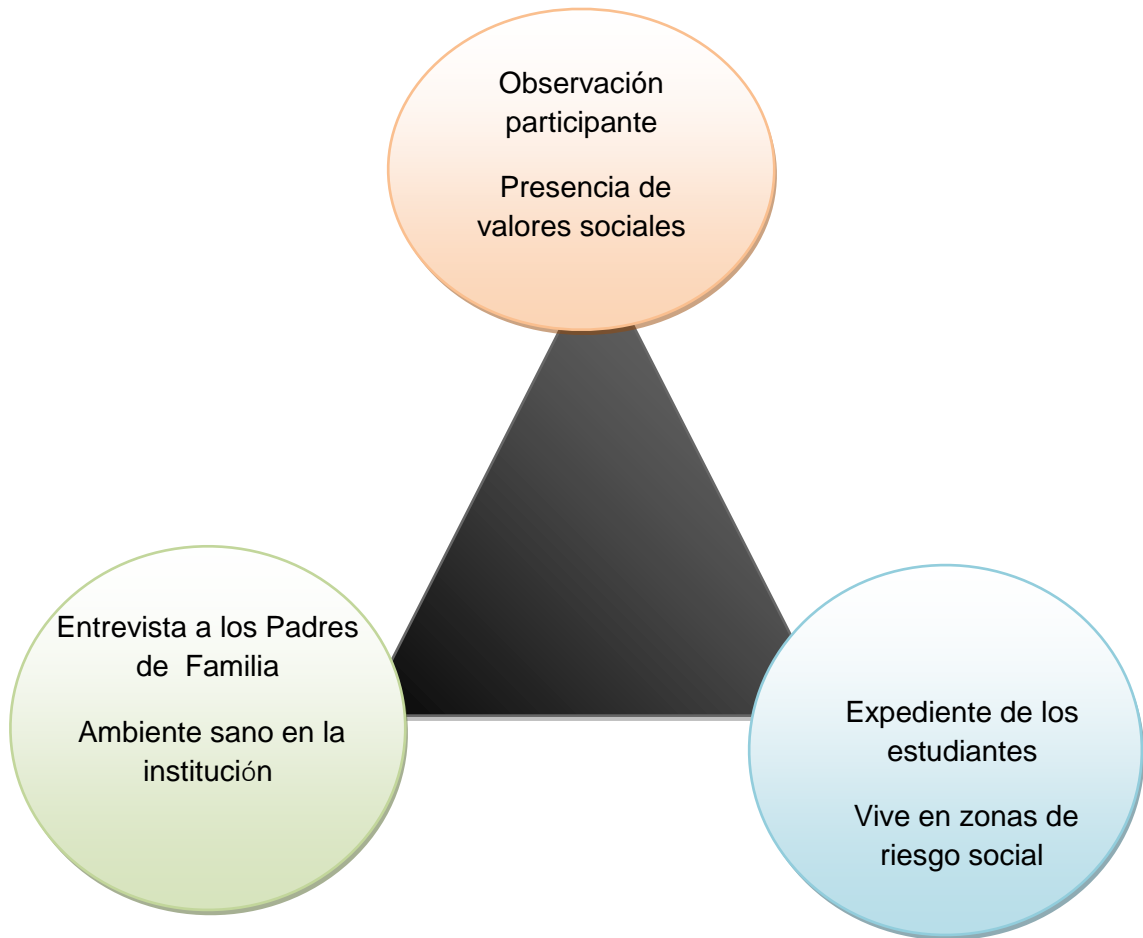 Observación
participante
Presencia de
valores sociales
Entrevista a los Padres
de Familia
Ambiente sano en la
institución
Expediente de los
estudiantes
Vive en zonas de
riesgo social